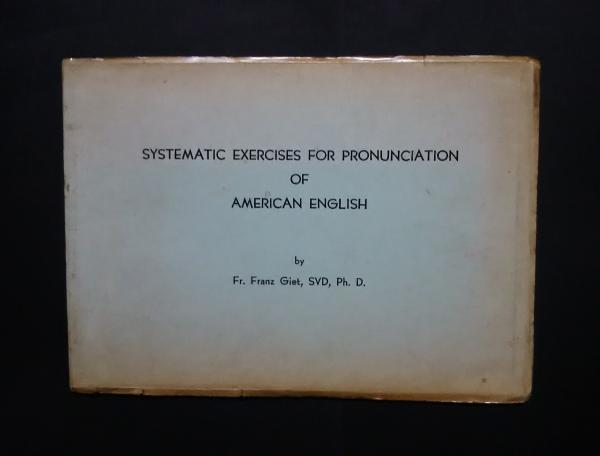 SYSTEMATIC EXERCISES FOR PRONUNCIATION
OF
AMERICAN ENGLISH
by
Fr. Franz Giet, SVD, Ph. D.